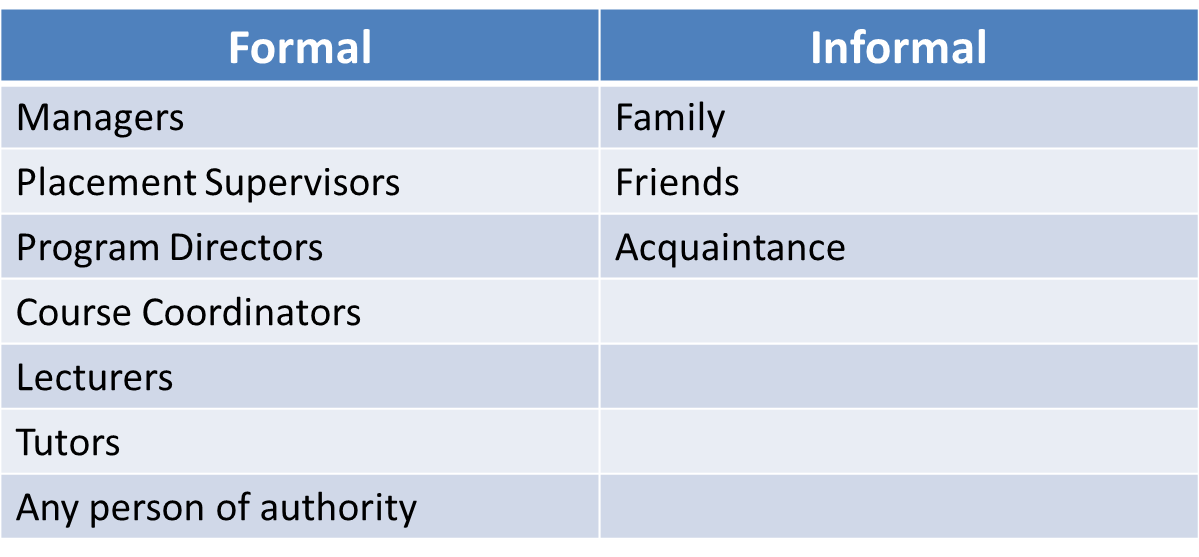 Formal Informal
Managers Family
Placement Supervisors Friends
Program Directors Acquaintance
Course Coordinators
Lecturers
Tutors
Any person of authority